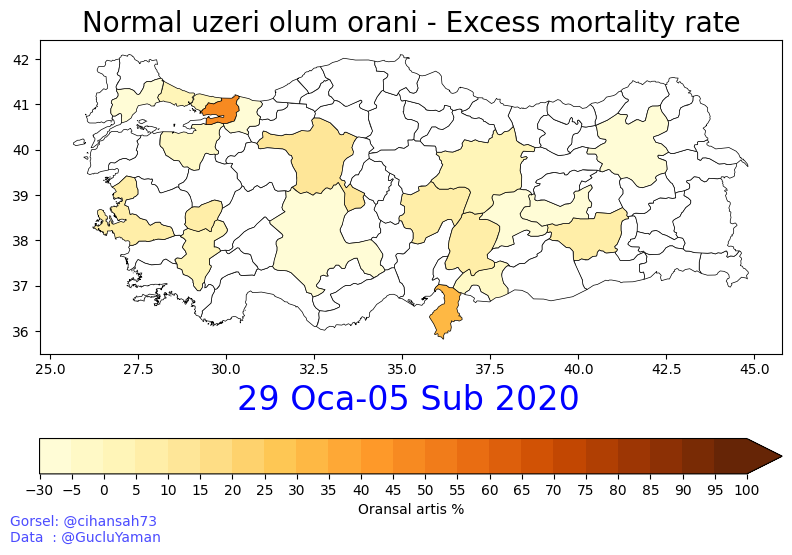 Normal uzeri olum orani - Excess mortality rate
42
41
40
39
38
37
36
25.0 27.5 30.0 32.5 35.0 37.5 40.0 42.5 45.0
29 Oca-05 Sub 2020
−30 −5 0 5 10 15 20 25 30 35 40 45 50 55 60 65 70 75 80 85 90 95 100
Oransal artis %
Gorsel: @cihansah73
Data : @GucluYaman